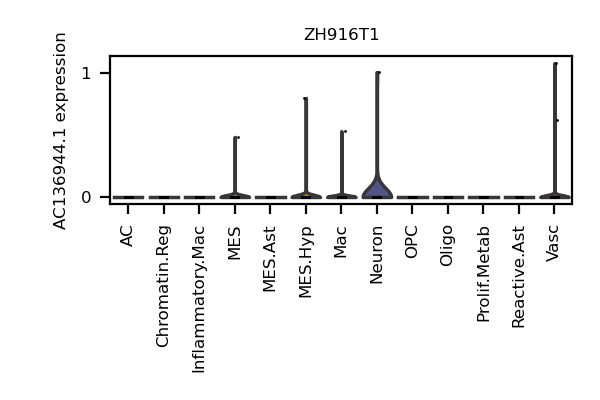 ZH916T1
AC136944.1 expression
1
0
AC
Chromatin.Reg
Inflammatory.Mac
MES
MES.Ast
MES.Hyp
Mac
Neuron
OPC
Oligo
Prolif.Metab
Reactive.Ast
Vasc